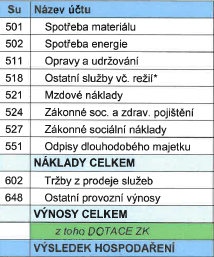 Su Název účtu
501 Spotřeba materiálu
502 Spotřeba energie
511 Opravy a udržování
518 Ostatní služby vč. režií*
521 Mzdové náklady
524 Zákonné soc. a zdrav. pojištění
527 Zákonné sociální náklady
551 Odpisy dlouhodobého majetku
NÁKLADY CELKEM
602 Tržby z prodeje služeb
648 Ostatní provozní výnosy
VÝNOSY CELKEM
z toho DOTACE ZK
VÝSLEDEK HOSPODAŘENÍ